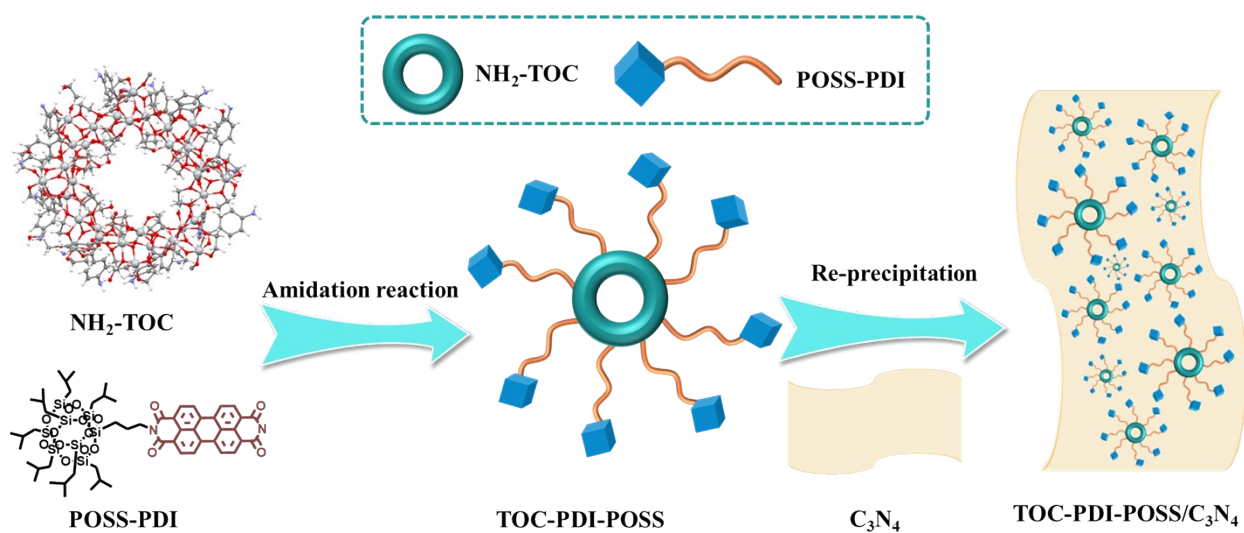 NH₂-TOC
POSS-PDI
NH₂-TOC
Amidation reaction
Re-precipitation
POSS-PDI
TOC-PDI-POSS
C₃N₄
TOC-PDI-POSS/C₃N₄